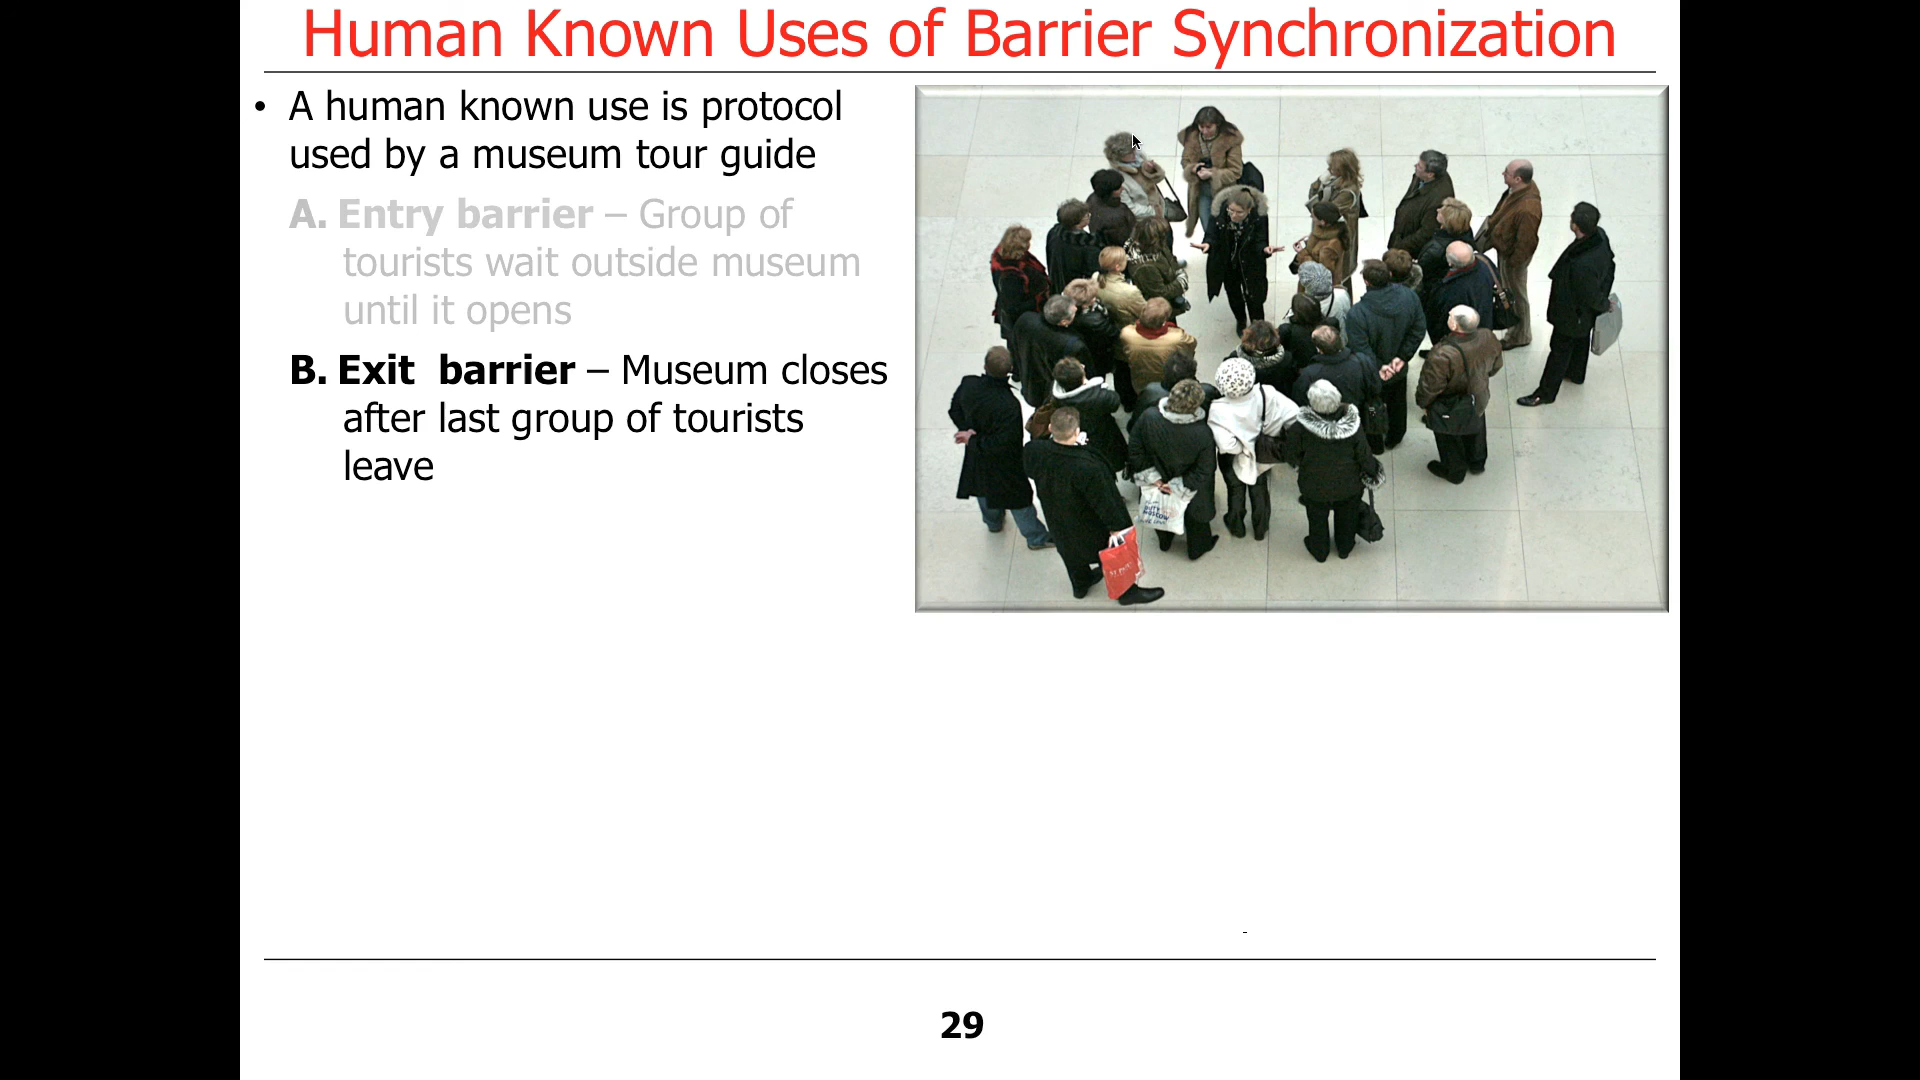 Human Known Uses of Barrier Synchronization
• A human known use is protocol
used by a museum tour guide
A. Entry barrier – Group of
tourists wait outside museum
until it opens
B. Exit barrier – Museum closes
after last group of tourists
leave
29